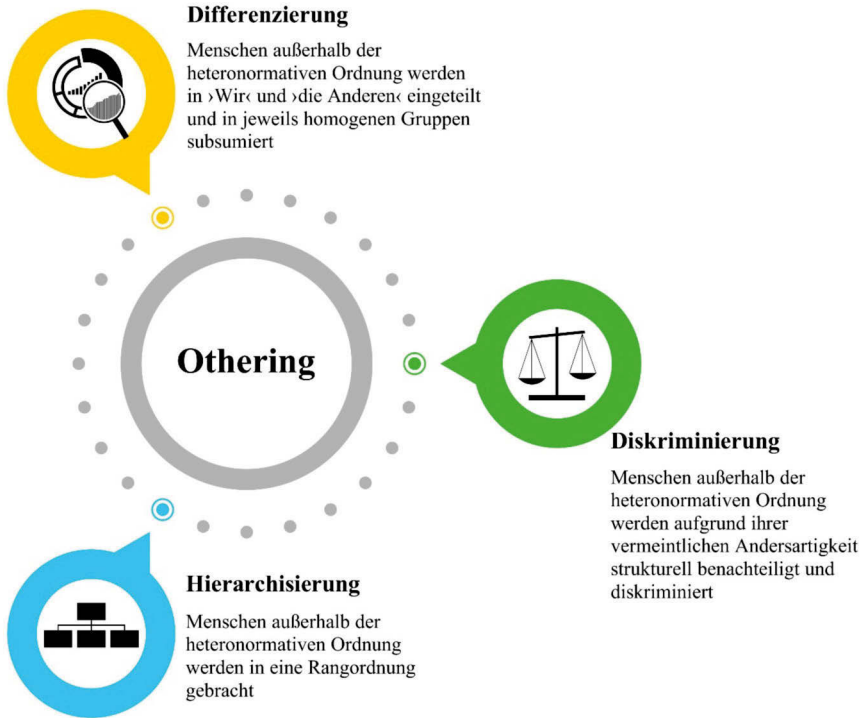 Differenzierung
Menschen außerhalb der
heteronormativen Ordnung werden
in ›Wir‹ und ›die Anderen‹ eingeteilt
und in jeweils homogenen Gruppen
subsumiert
Othering
Diskriminierung
Menschen außerhalb der
heteronormativen Ordnung
werden aufgrund ihrer
vermeintlichen Andersartigkeit
strukturell benachteiligt und
diskriminiert
Hierarchisierung
Menschen außerhalb der
heteronormativen Ordnung
werden in eine Rangordnung
gebracht